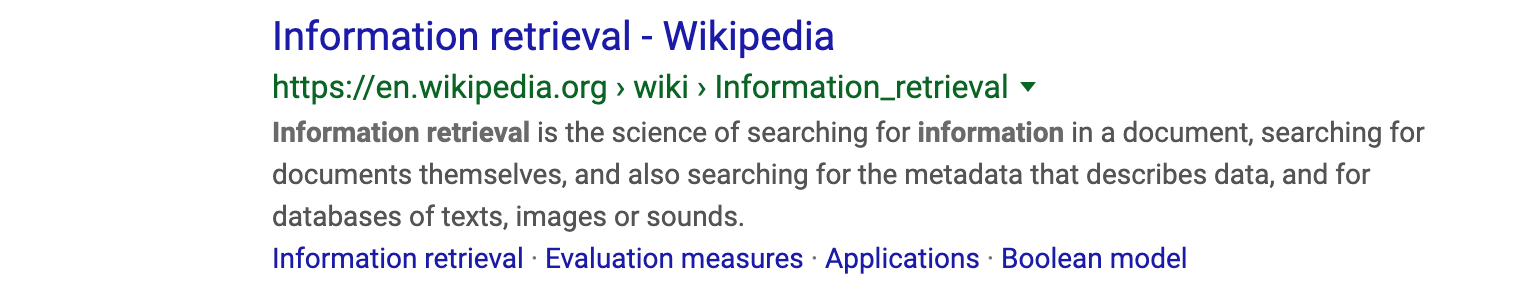 Information retrieval - Wikipedia
https://en.wikipedia.org › wiki › Information_retrieval
Information retrieval is the science of searching for information in a document, searching for
documents themselves, and also searching for the metadata that describes data, and for
databases of texts, images or sounds.
Information retrieval · Evaluation measures · Applications · Boolean model